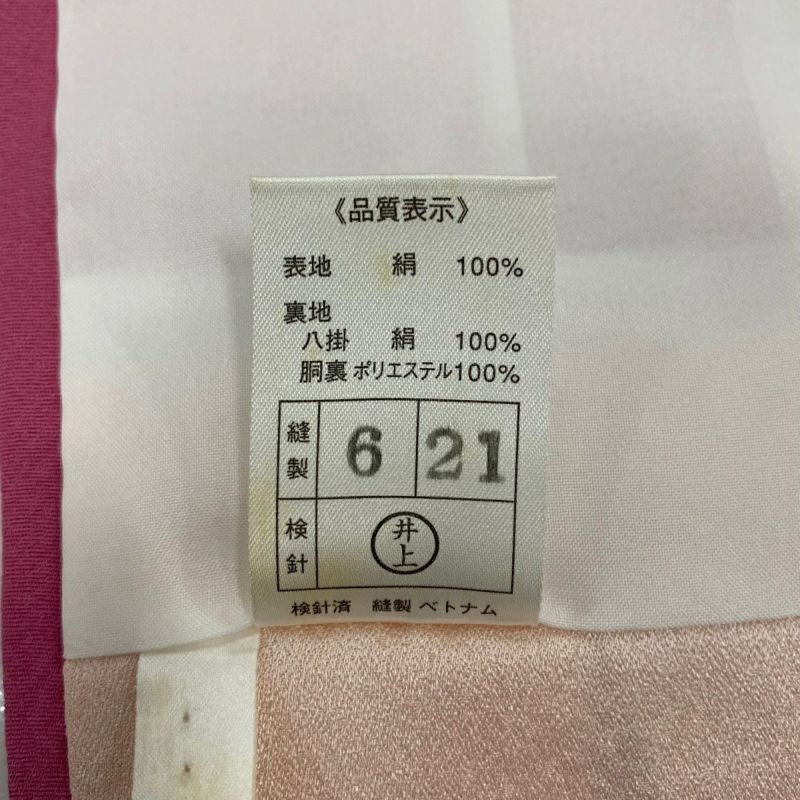 《品質表示》
表地 絹 100%
裏地
八掛 絹 100%
胴裏 ポリエステル100%
縫製 6 21
検針 井上
検針済 縫製 ベトナム